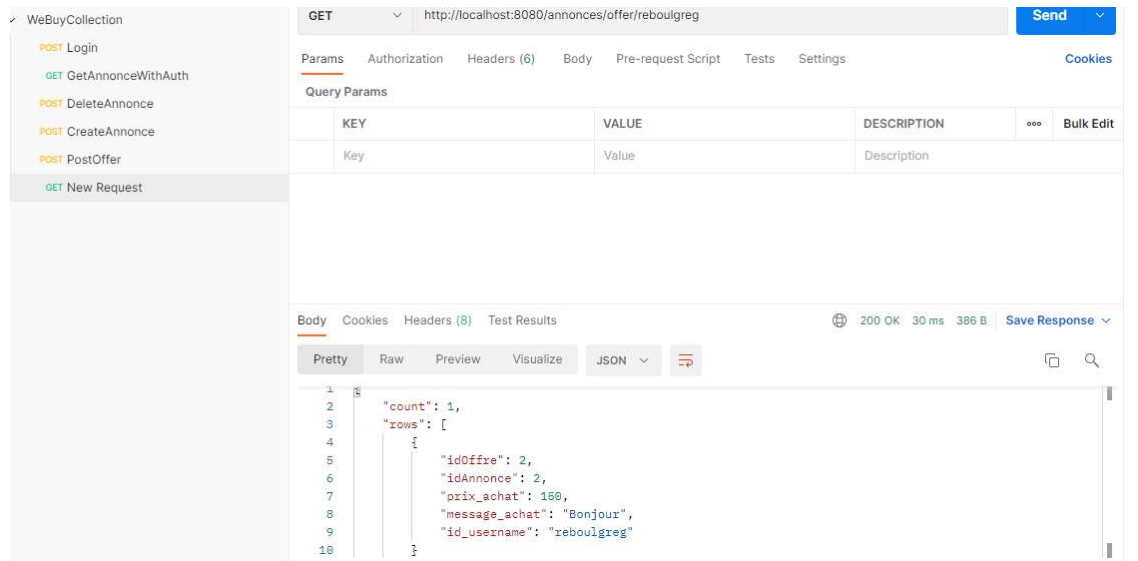 WeBuyCollection
POST Login
GET GetAnnonceWithAuth
POST DeleteAnnonce
POST CreateAnnonce
POST PostOffer
GET New Request
GET http://localhost:8080/annonces/offer/reboulgreg Send
Params Authorization Headers (6) Body Pre-request Script Tests Settings Cookies
Query Params
KEY VALUE DESCRIPTION ooo Bulk Edit
Key Value Description
Body Cookies Headers (8) Test Results 200 OK 30 ms 386 B Save Response
Pretty Raw Preview Visualize JSON
1 {
2 "count": 1,
3 "rows": [
4 {
5 "idOffre": 2,
6 "idAnnonce": 2,
7 "prix_achat": 150,
8 "message_achat": "Bonjour",
9 "id_username": "reboulgreg"
10 }